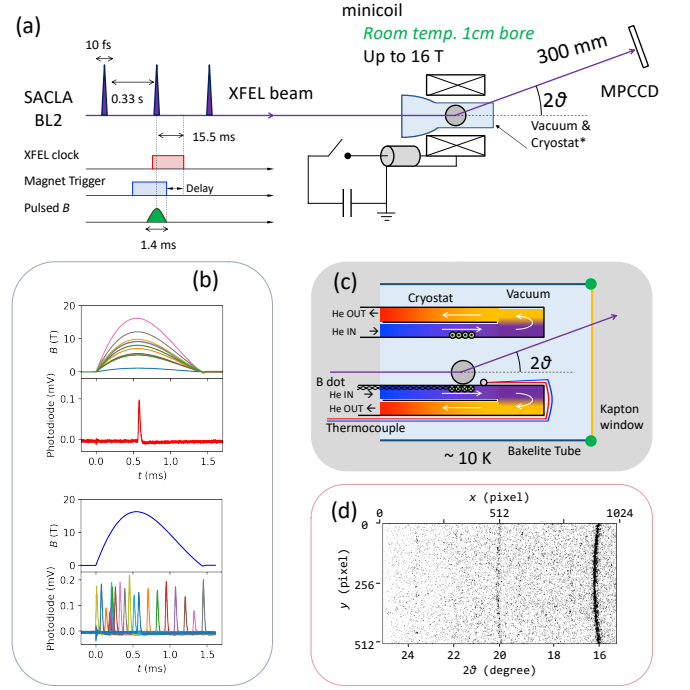 (a)
minicoil
Room temp. 1cm bore
Up to 16 T
10 fs
0.33 s
SACLA
BL2
XFEL beam
300 mm
MPCCD
2ϑ
Vacuum &
Cryostat*
15.5 ms
XFEL clock
Magnet Trigger
Delay
Pulsed B
1.4 ms
(b)
B (T)
20
10
0
Photodiode (mV)
0.1
0.0
0.0 0.5 1.0 1.5
t (ms)
B (T)
20
10
0
Photodiode (mV)
0.2
0.1
0.0
0.0 0.5 1.0 1.5
t (ms)
(c)
Cryostat
Vacuum
He OUT
He IN
2ϑ
B dot
He IN
He OUT
Thermocouple
Kapton
window
~ 10 K
Bakelite Tube
(d)
x (pixel)
0 512 1024
y (pixel)
0
256
512
24 22 20 18 16
2ϑ (degree)